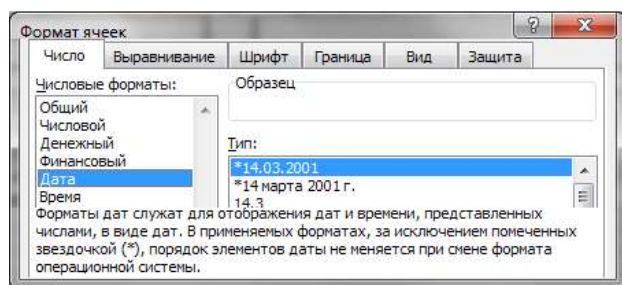 Формат ячеек
Число Выравнивание Шрифт Граница Вид Защита
Числовые форматы:
Образец
Общий
Числовой
Денежный
Финансовый
Дата
Время
Тип:
*14.03.2001
*14 марта 2001 г.
14.3
Форматы дат служат для отображения дат и времени, представленных
числами, в виде дат. В применяемых форматах, за исключением помеченных
звездочкой (*), порядок элементов даты не меняется при смене формата
операционной системы.